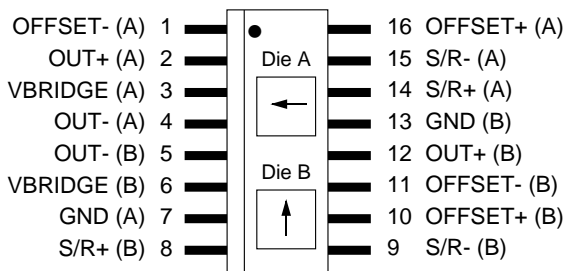 OFFSET- (A) 1
OUT+ (A) 2
VBRIDGE (A) 3
OUT- (A) 4
OUT- (B) 5
VBRIDGE (B) 6
GND (A) 7
S/R+ (B) 8
Die A
Die B
16 OFFSET+ (A)
15 S/R- (A)
14 S/R+ (A)
13 GND (B)
12 OUT+ (B)
11 OFFSET- (B)
10 OFFSET+ (B)
9 S/R- (B)